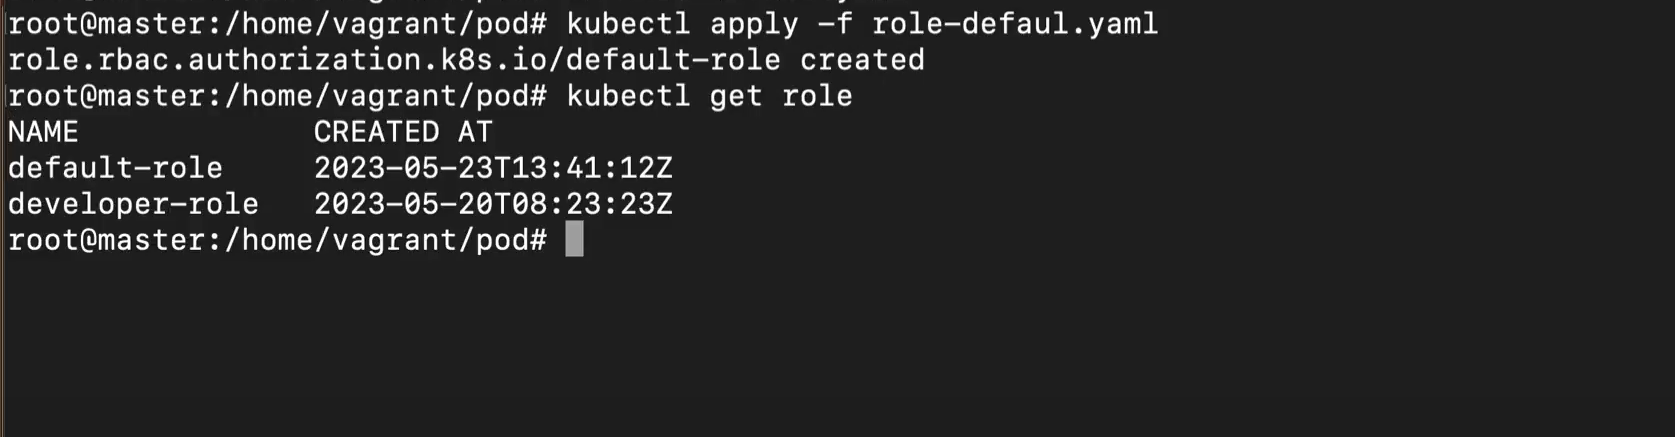 root@master:/home/vagrant/pod# kubectl apply -f role-defaul.yaml
role.rbac.authorization.k8s.io/default-role created
root@master:/home/vagrant/pod# kubectl get role
NAME             CREATED AT
default-role     2023-05-23T13:41:12Z
developer-role   2023-05-20T08:23:23Z
root@master:/home/vagrant/pod#